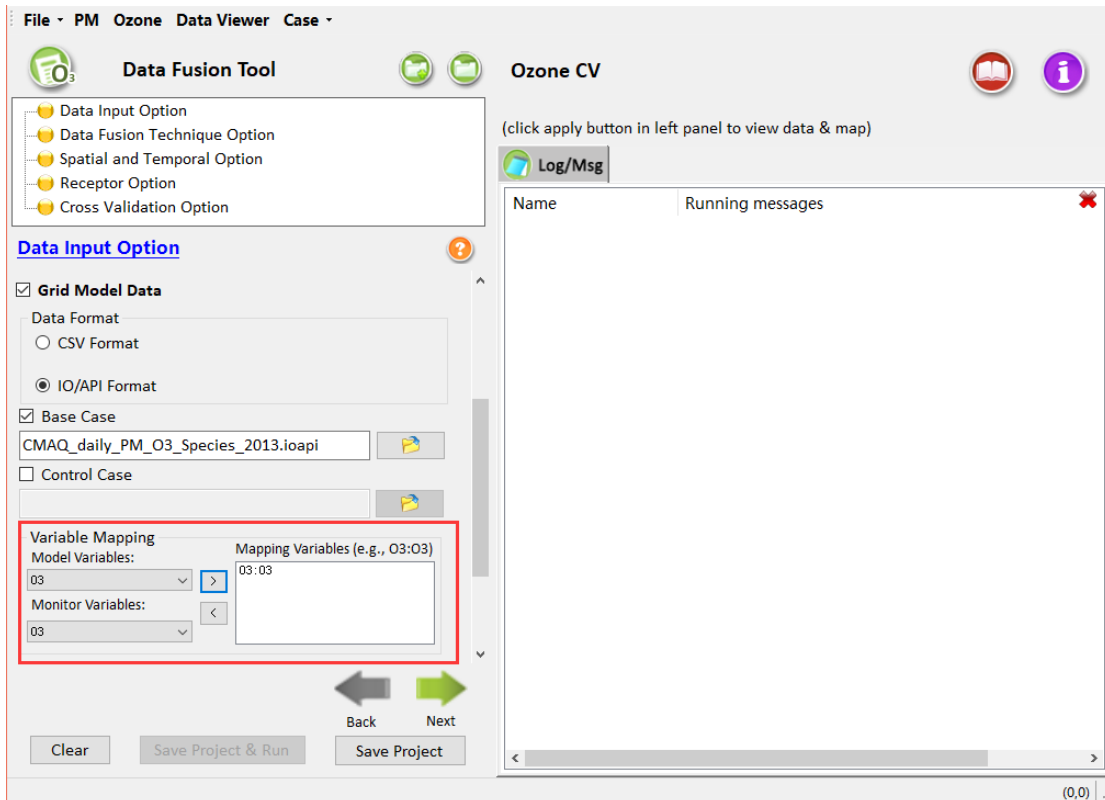 File PM Ozone Data Viewer Case
O3
Data Fusion Tool
Ozone CV
Data Input Option
Data Fusion Technique Option
Spatial and Temporal Option
Receptor Option
Cross Validation Option
(click apply button in left panel to view data & map)
Log/Msg
Name Running messages
Data Input Option
Grid Model Data
Data Format
CSV Format
IO/API Format
Base Case
CMAQ_daily_PM_O3_Species_2013.ioapi
Control Case
Variable Mapping
Model Variables:
Mapping Variables (e.g., O3:O3)
O3
>
O3:O3
Monitor Variables:
<
O3
Back Next
Clear Save Project & Run Save Project
(0,0)